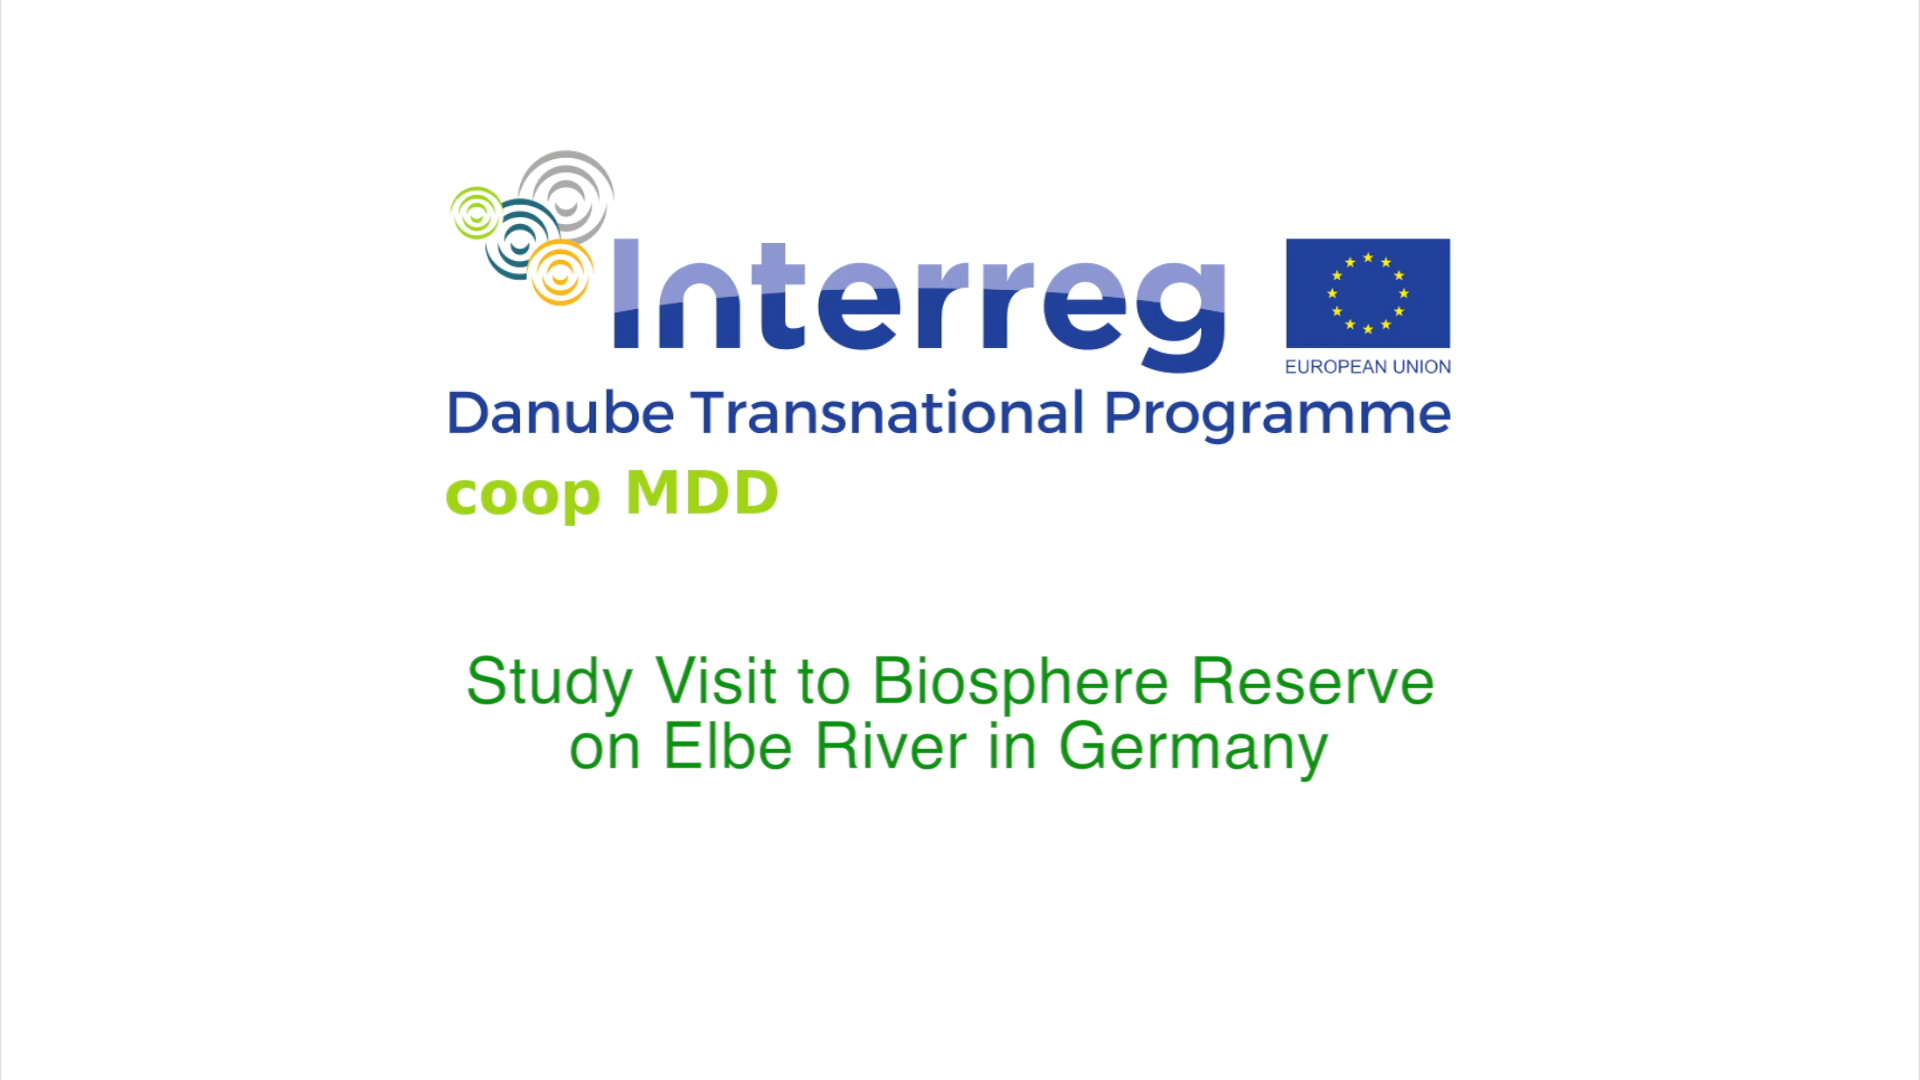 Interreg
EUROPEAN UNION
Danube Transnational Programme
coop MDD
Study Visit to Biosphere Reserve
on Elbe River in Germany